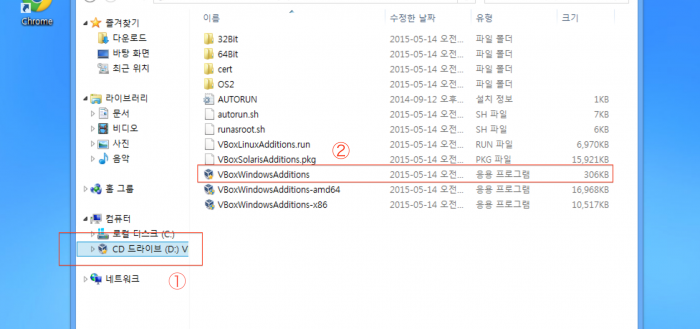 Chrome
즐겨찾기
다운로드
바탕 화면
최근 위치
라이브러리
문서
비디오
사진
음악
홈 그룹
컴퓨터
로컬 디스크 (C:)
CD 드라이브 (D:) V
①
네트워크
이름 수정한 날짜 유형 크기
32Bit 2015-05-14 오전... 파일 폴더
64Bit 2015-05-14 오전... 파일 폴더
cert 2015-05-14 오전... 파일 폴더
OS2 2015-05-14 오전... 파일 폴더
AUTORUN 2014-09-12 오후... 설치 정보 1KB
autorun.sh 2015-05-14 오전... SH 파일 7KB
runasroot.sh 2015-05-14 오전... SH 파일 6KB
VBoxLinuxAdditions.run 2015-05-14 오전... RUN 파일 6,970KB
VBoxSolarisAdditions.pkg 2015-05-14 오전... PKG 파일 15,921KB
②
VBoxWindowsAdditions 2015-05-14 오전... 응용 프로그램 306KB
VBoxWindowsAdditions-amd64 2015-05-14 오전... 응용 프로그램 16,968KB
VBoxWindowsAdditions-x86 2015-05-14 오전... 응용 프로그램 10,517KB